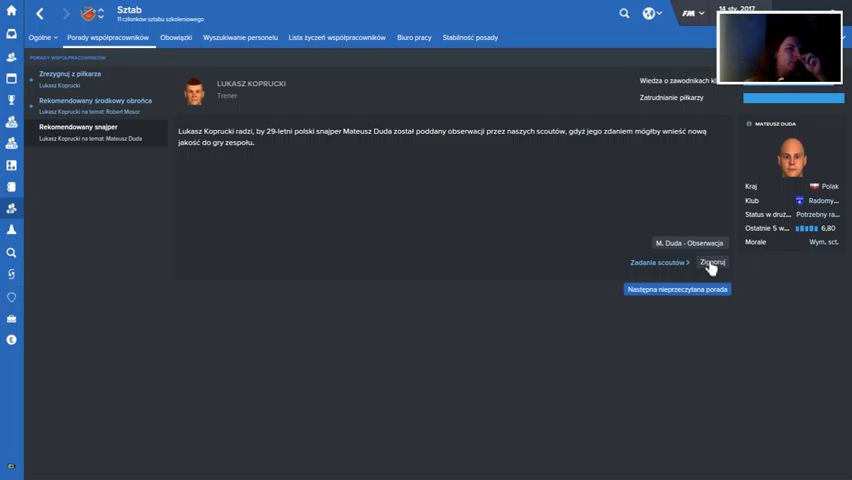 Sztab
11 członków sztabu szkoleniowego
FM
14 sty. 2017
Ogólne
Porady współpracowników
Obowiązki
Wyszukiwanie personelu
Lista życzeń współpracowników
Biuro pracy
Stabilność posady
PORADY WSPÓŁPRACOWNIKÓW
Zrezygnuj z piłkarza
Lukasz Koprucki
Rekomendowany środkowy obrońca
Lukasz Koprucki na temat: Robert Mosor
Rekomendowany snajper
Lukasz Koprucki na temat: Mateusz Duda
LUKASZ KOPRUCKI
Trener
Wiedza o zawodnikach kl
Zatrudnianie piłkarzy
Lukasz Koprucki radzi, by 29-letni polski snajper Mateusz Duda został poddany obserwacji przez naszych scoutów, gdyż jego zdaniem mógłby wnieść nową
jakość do gry zespołu.
M. Duda - Obserwacja
Zadania scoutów
Zignoruj
Następna nieprzeczytana porada
MATEUSZ DUDA
Kraj Polak
Klub Radomy...
Status w druż... Potrzebny ra...
Ostatnie 5 w... 6,80
Morale Wym. sct.